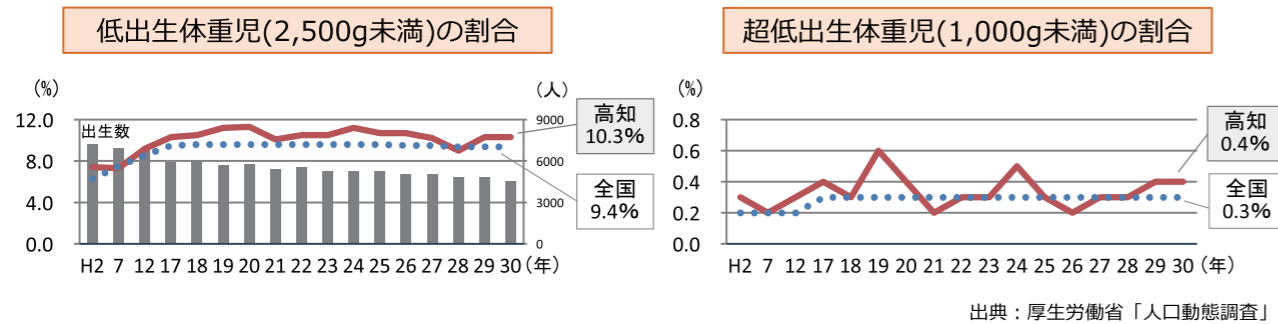 低出生体重児(2,500g未満)の割合
(%)
(人)
出生数
12.0
8.0
4.0
0.0
9000
6000
3000
0
高知
10.3%
全国
9.4%
H2 7 12 17 18 19 20 21 22 23 24 25 26 27 28 29 30 (年)
超低出生体重児(1,000g未満)の割合
(%)
0.8
0.6
0.4
0.2
0.0
高知
0.4%
全国
0.3%
H2 7 12 17 18 19 20 21 22 23 24 25 26 27 28 29 30 (年)
出典：厚生労働省「人口動態調査」